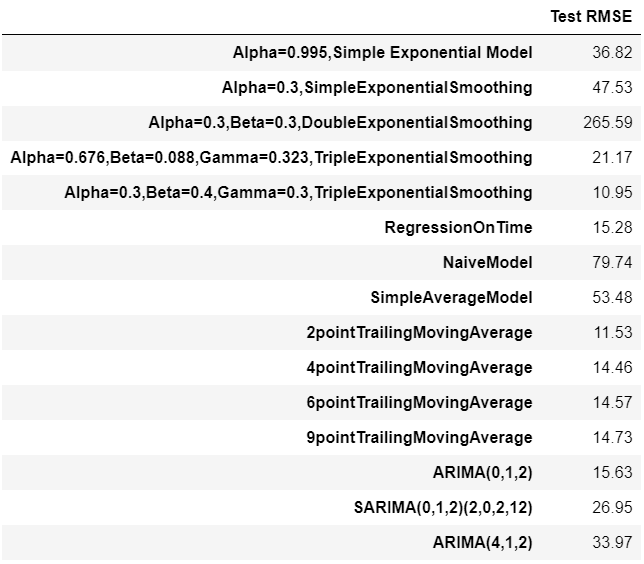 Test RMSE
Alpha=0.995,Simple Exponential Model 36.82
Alpha=0.3,SimpleExponentialSmoothing 47.53
Alpha=0.3,Beta=0.3,DoubleExponentialSmoothing 265.59
Alpha=0.676,Beta=0.088,Gamma=0.323,TripleExponentialSmoothing 21.17
Alpha=0.3,Beta=0.4,Gamma=0.3,TripleExponentialSmoothing 10.95
RegressionOnTime 15.28
NaiveModel 79.74
SimpleAverageModel 53.48
2pointTrailingMovingAverage 11.53
4pointTrailingMovingAverage 14.46
6pointTrailingMovingAverage 14.57
9pointTrailingMovingAverage 14.73
ARIMA(0,1,2) 15.63
SARIMA(0,1,2)(2,0,2,12) 26.95
ARIMA(4,1,2) 33.97